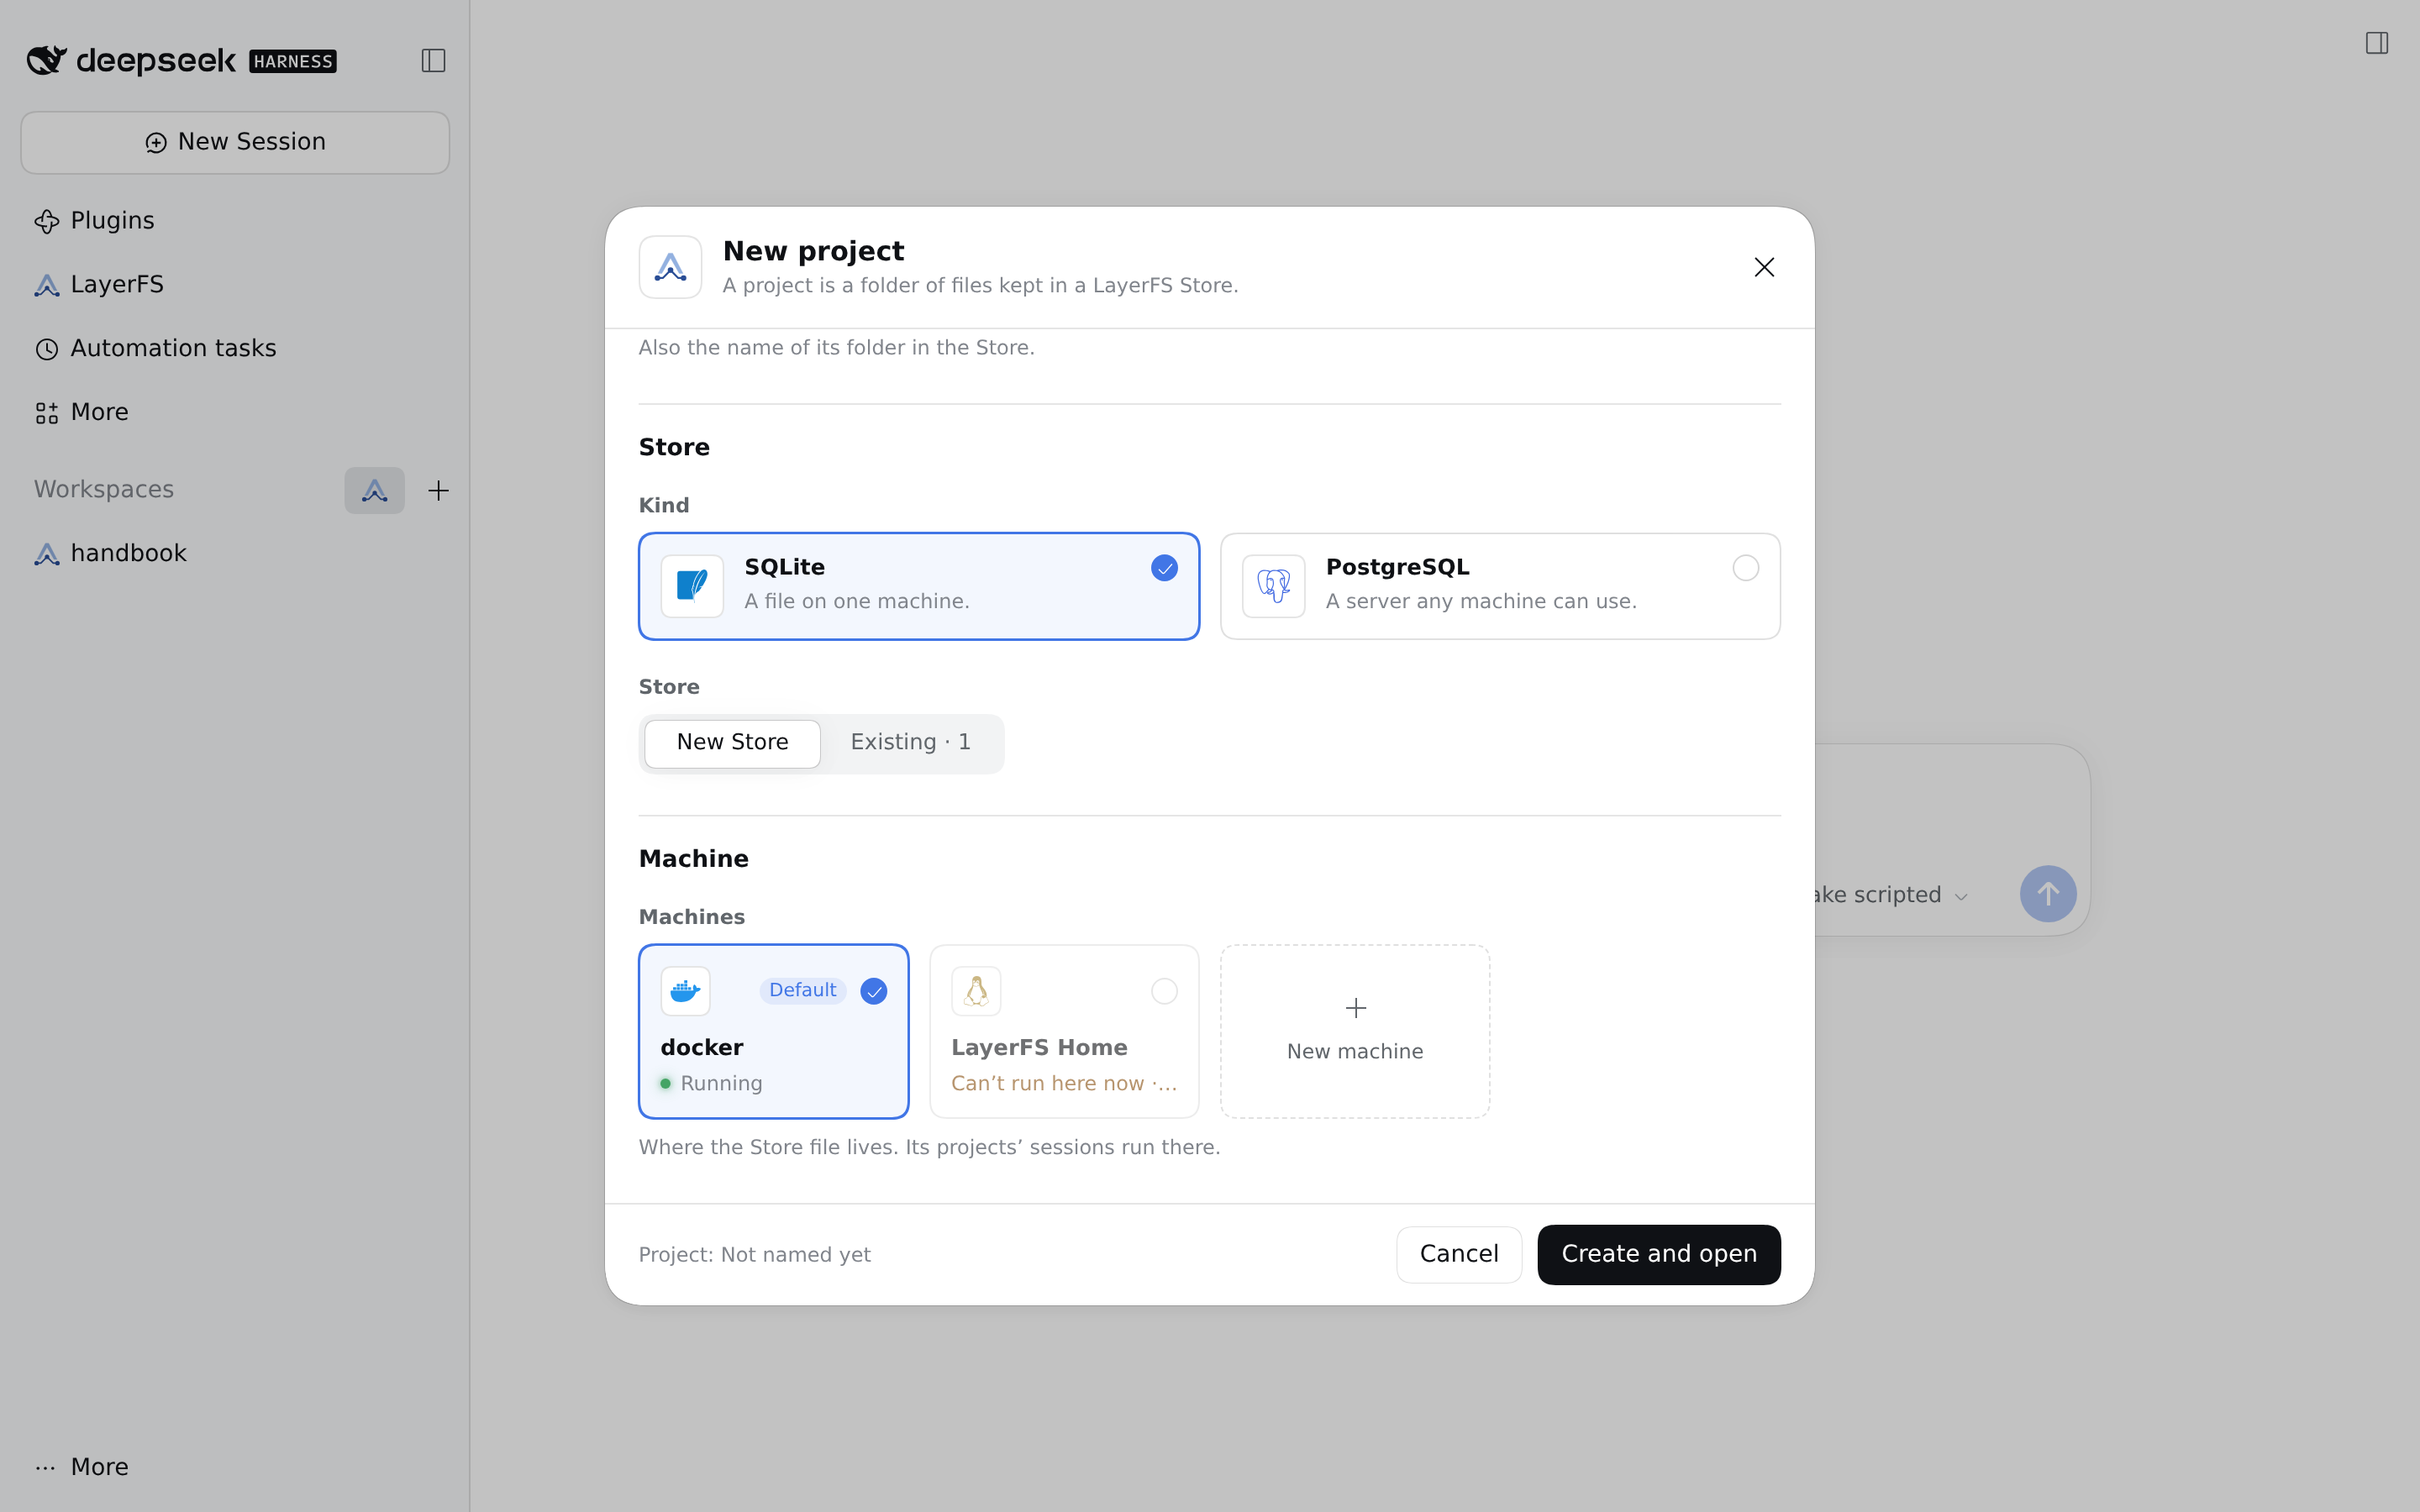 deepseek HARNESS
New Session
Plugins
LayerFS
Automation tasks
More
Workspaces
handbook
More
New project
A project is a folder of files kept in a LayerFS Store.
Also the name of its folder in the Store.
Store
Kind
SQLite
A file on one machine.
PostgreSQL
A server any machine can use.
Store
New Store
Existing · 1
Machine
Machines
Default
docker
Running
LayerFS Home
Can’t run here now ·…
New machine
Where the Store file lives. Its projects’ sessions run there.
Project: Not named yet
Cancel
Create and open
ake scripted